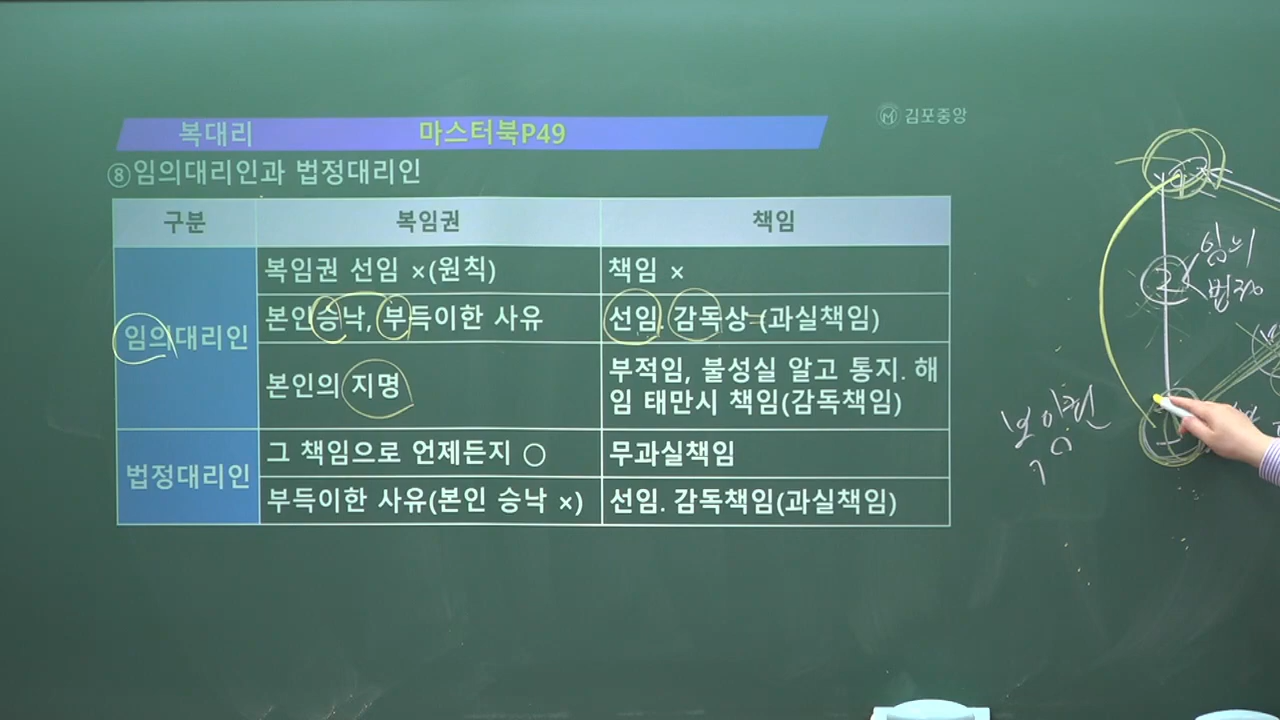 복대리 마스터북P49
김포중앙
⑧임의대리인과 법정대리인
구분 복임권 책임
임의대리인
복임권 선임 ×(원칙) 책임 ×
본인승낙, 부득이한 사유 선임. 감독상 (과실책임)
본인의 지명 부적임, 불성실 알고 통지. 해
임 태만시 책임(감독책임)
법정대리인
그 책임으로 언제든지 ○ 무과실책임
부득이한 사유(본인 승낙 ×) 선임. 감독책임(과실책임)
임의
2
법정
복임권